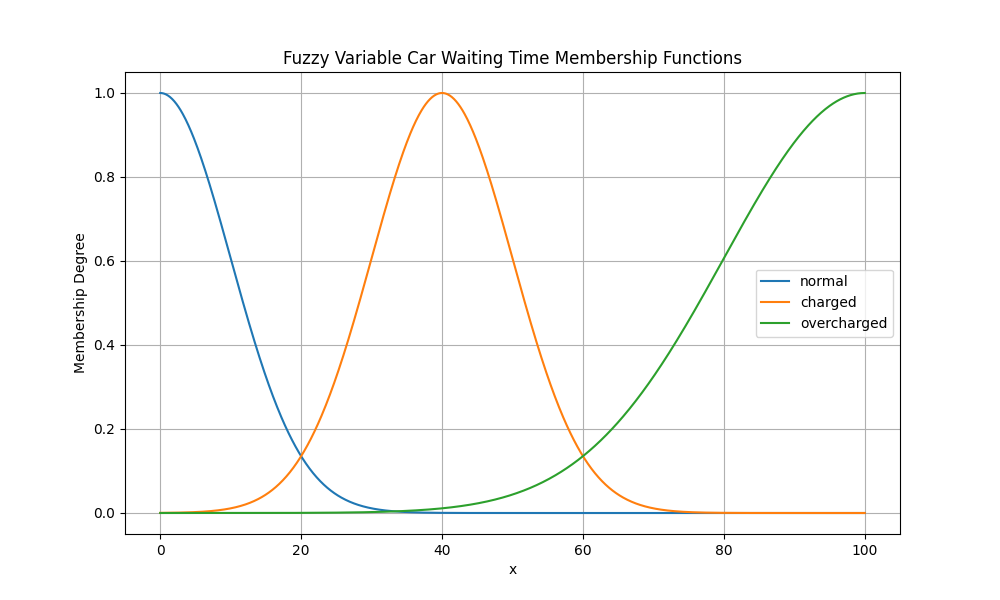 Fuzzy Variable Car Waiting Time Membership Functions
Membership Degree
1.0
0.8
0.6
0.4
0.2
0.0
normal
charged
overcharged
0 20 40 60 80 100
x